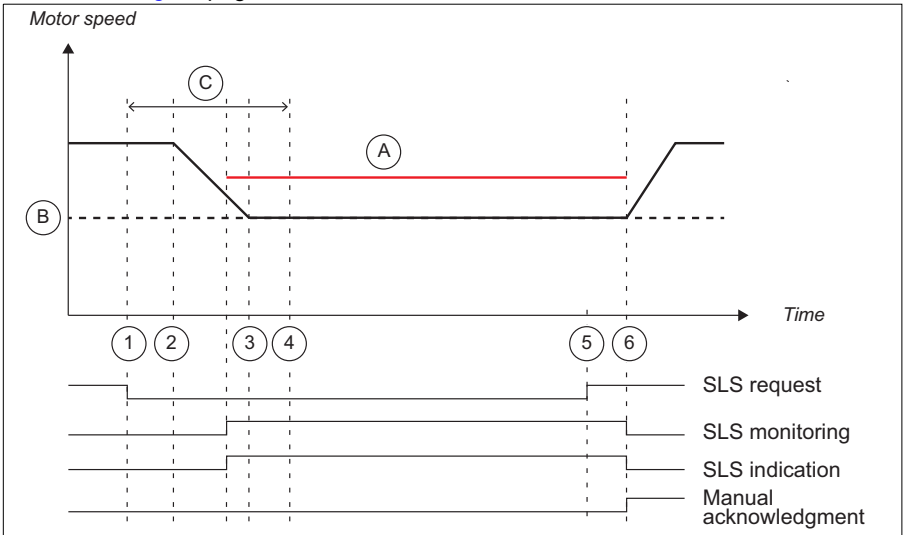 Motor speed
C
A
B
Time
1 2 3 4 5 6
SLS request
SLS monitoring
SLS indication
Manual
acknowledgment